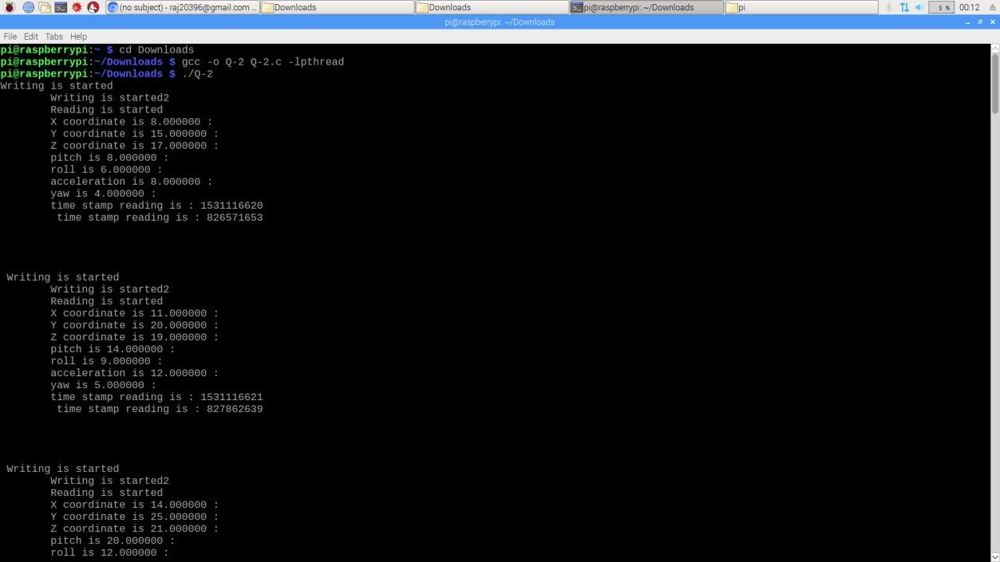 (no subject) - raj20396@gmail.com ... Downloads Downloads pi@raspberrypi: ~/Downloads pi 1 % 00:12
pi@raspberrypi: ~/Downloads
File Edit Tabs Help
pi@raspberrypi:~ $ cd Downloads
pi@raspberrypi:~/Downloads $ gcc -o Q-2 Q-2.c -lpthread
pi@raspberrypi:~/Downloads $ ./Q-2
Writing is started
Writing is started2
Reading is started
X coordinate is 8.000000 :
Y coordinate is 15.000000 :
Z coordinate is 17.000000 :
pitch is 8.000000 :
roll is 6.000000 :
acceleration is 8.000000 :
yaw is 4.000000 :
time stamp reading is : 1531116620
time stamp reading is : 826571653
Writing is started
Writing is started2
Reading is started
X coordinate is 11.000000 :
Y coordinate is 20.000000 :
Z coordinate is 19.000000 :
pitch is 14.000000 :
roll is 9.000000 :
acceleration is 12.000000 :
yaw is 5.000000 :
time stamp reading is : 1531116621
time stamp reading is : 827862639
Writing is started
Writing is started2
Reading is started
X coordinate is 14.000000 :
Y coordinate is 25.000000 :
Z coordinate is 21.000000 :
pitch is 20.000000 :
roll is 12.000000 :